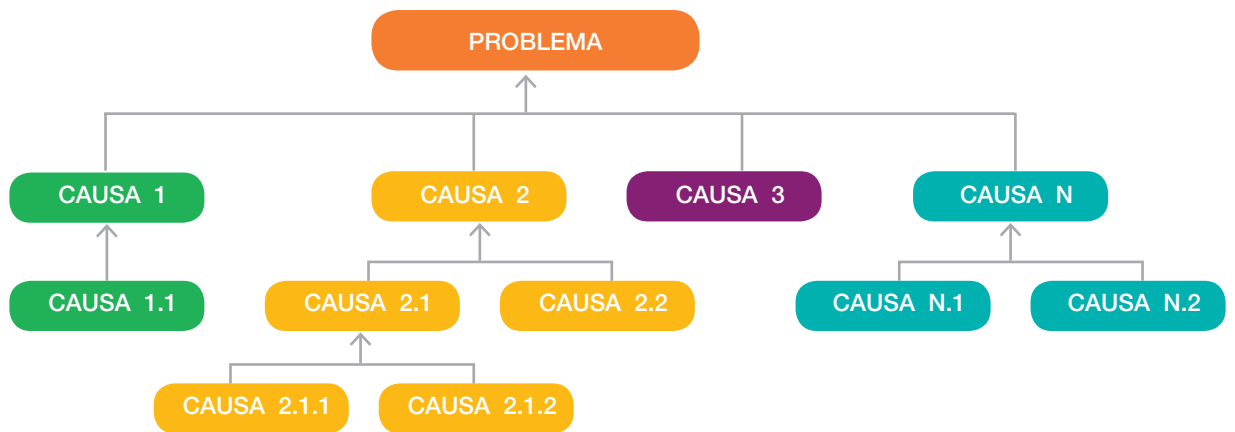 PROBLEMA
CAUSA 1
CAUSA 2
CAUSA 3
CAUSA N
CAUSA 1.1
CAUSA 2.1
CAUSA 2.2
CAUSA N.1
CAUSA N.2
CAUSA 2.1.1
CAUSA 2.1.2